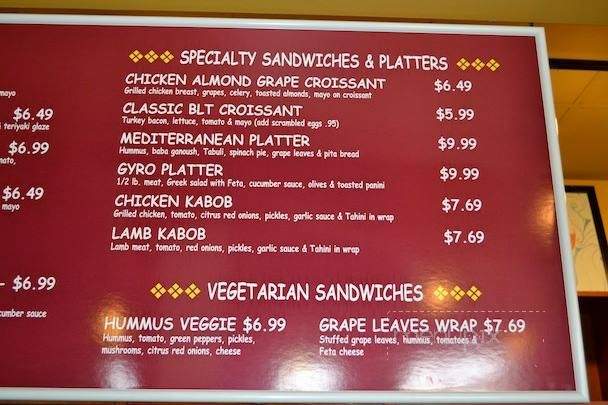 mayo
$6.49
teriyaki glaze
$6.99
$6.49
mayo
- $6.99
cumber sauce
SPECIALTY SANDWICHES & PLATTERS
CHICKEN ALMOND GRAPE CROISSANT $6.49
Grilled chicken breast, grapes, celery, toasted almonds, mayo on croissant
CLASSIC BLT CROISSANT $5.99
Turkey bacon, lettuce, tomato & mayo (add scrambled eggs .95)
MEDITERRANEAN PLATTER $9.99
Hummus, baba ganoush, Tabuli, spinach pie, grape leaves & pita bread
GYRO PLATTER $9.99
1/2 lb. meat, Greek salad with Feta, cucumber sauce, olives & toasted panini
CHICKEN KABOB $7.69
Grilled chicken, tomato, citrus red onions, pickles, garlic sauce & Tahini in wrap
LAMB KABOB $7.69
Lamb meat, tomato, red onions, pickles, garlic sauce & Tahini in wrap
VEGETARIAN SANDWICHES
HUMMUS VEGGIE $6.99
Hummus, tomato, green peppers, pickles,
mushrooms, citrus red onions, cheese
GRAPE LEAVES WRAP $7.69
Stuffed grape leaves, hummus, tomatoes &
Feta cheese